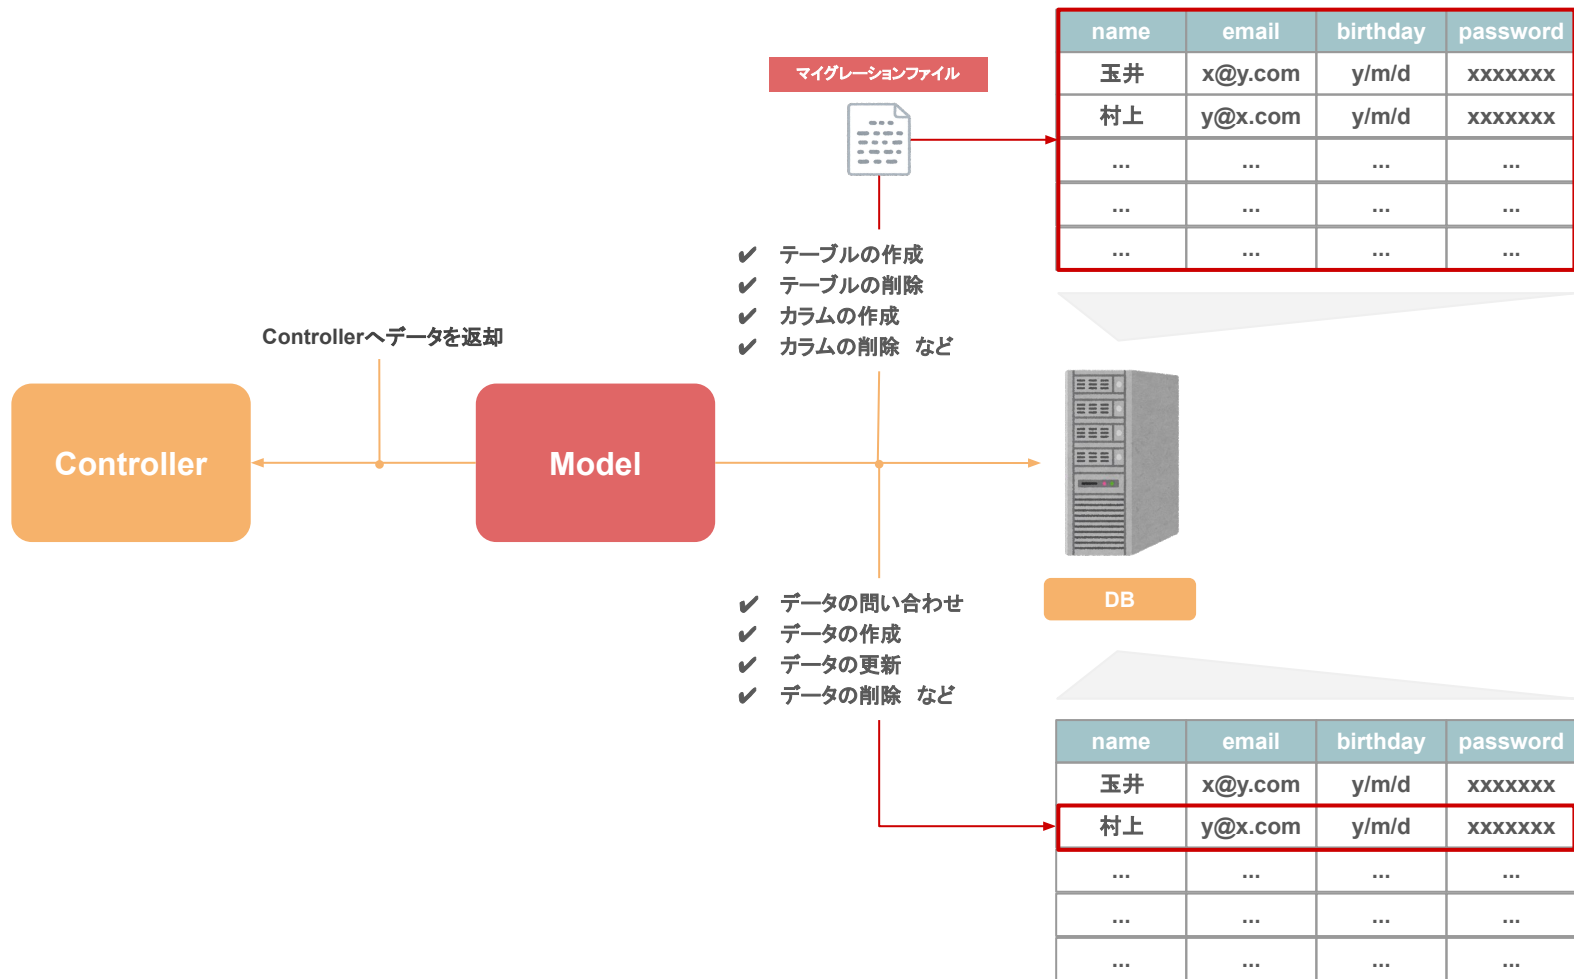 name email birthday password
玉井 x@y.com y/m/d xxxxxxx
村上 y@x.com y/m/d xxxxxxx
... ... ... ...
... ... ... ...
... ... ... ...
マイグレーションファイル
✔ テーブルの作成
✔ テーブルの削除
✔ カラムの作成
✔ カラムの削除 など
Controllerへデータを返却
Controller
Model
DB
✔ データの問い合わせ
✔ データの作成
✔ データの更新
✔ データの削除 など
name email birthday password
玉井 x@y.com y/m/d xxxxxxx
村上 y@x.com y/m/d xxxxxxx
... ... ... ...
... ... ... ...
... ... ... ...